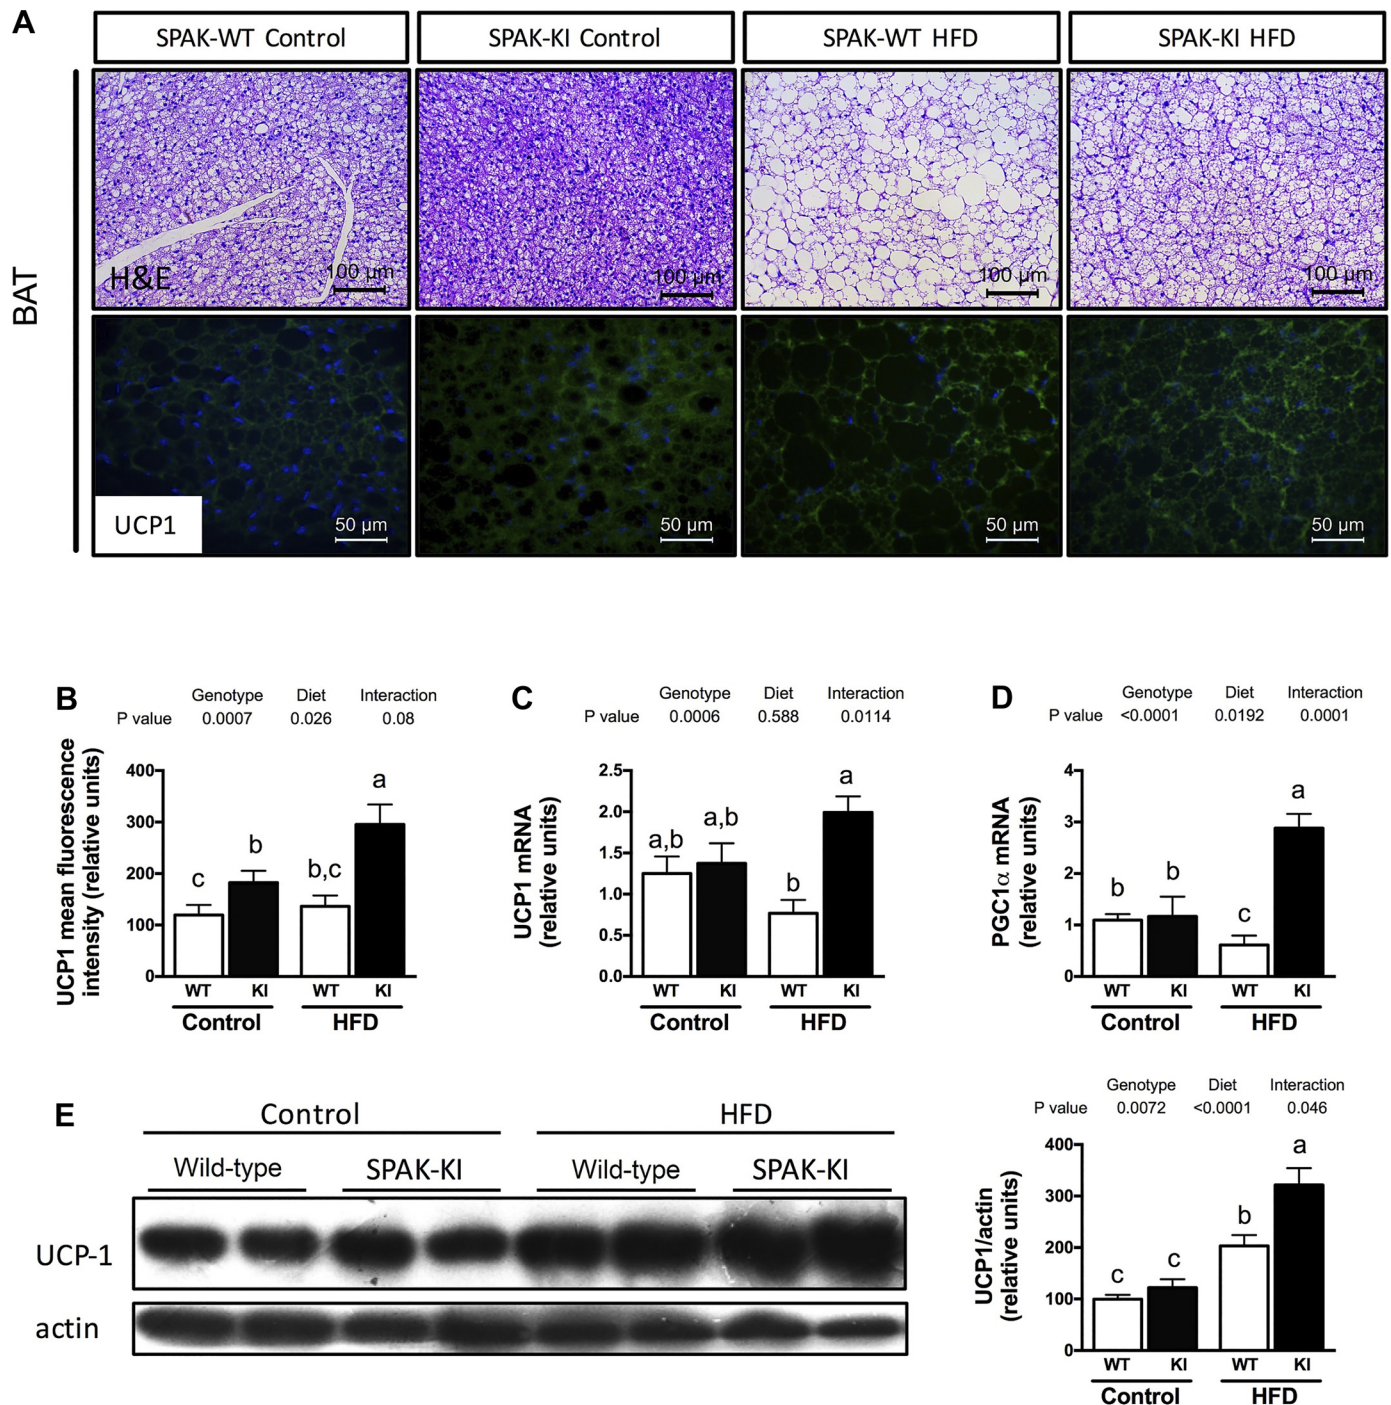 A
SPAK-WT Control
SPAK-KI Control
SPAK-WT HFD
SPAK-KI HFD
BAT
H&E
100 µm
100 µm
100 µm
100 µm
UCP1
50 µm
50 µm
50 µm
50 µm
B
Genotype Diet Interaction
P value 0.0007 0.026 0.08
UCP1 mean fluorescence
intensity (relative units)
400
300
200
100
0
c
b
b,c
a
WT KI WT KI
Control HFD
C
Genotype Diet Interaction
P value 0.0006 0.588 0.0114
UCP1 mRNA
(relative units)
2.5
2.0
1.5
1.0
0.5
0.0
a,b
a,b
b
a
WT KI WT KI
Control HFD
D
Genotype Diet Interaction
P value <0.0001 0.0192 0.0001
PGC1α mRNA
(relative units)
4
3
2
1
0
b
b
c
a
WT KI WT KI
Control HFD
E
Control HFD
Wild-type SPAK-KI Wild-type SPAK-KI
UCP-1
actin
Genotype Diet Interaction
P value 0.0072 <0.0001 0.046
UCP1/actin
(relative units)
400
300
200
100
0
c
c
b
a
WT KI WT KI
Control HFD